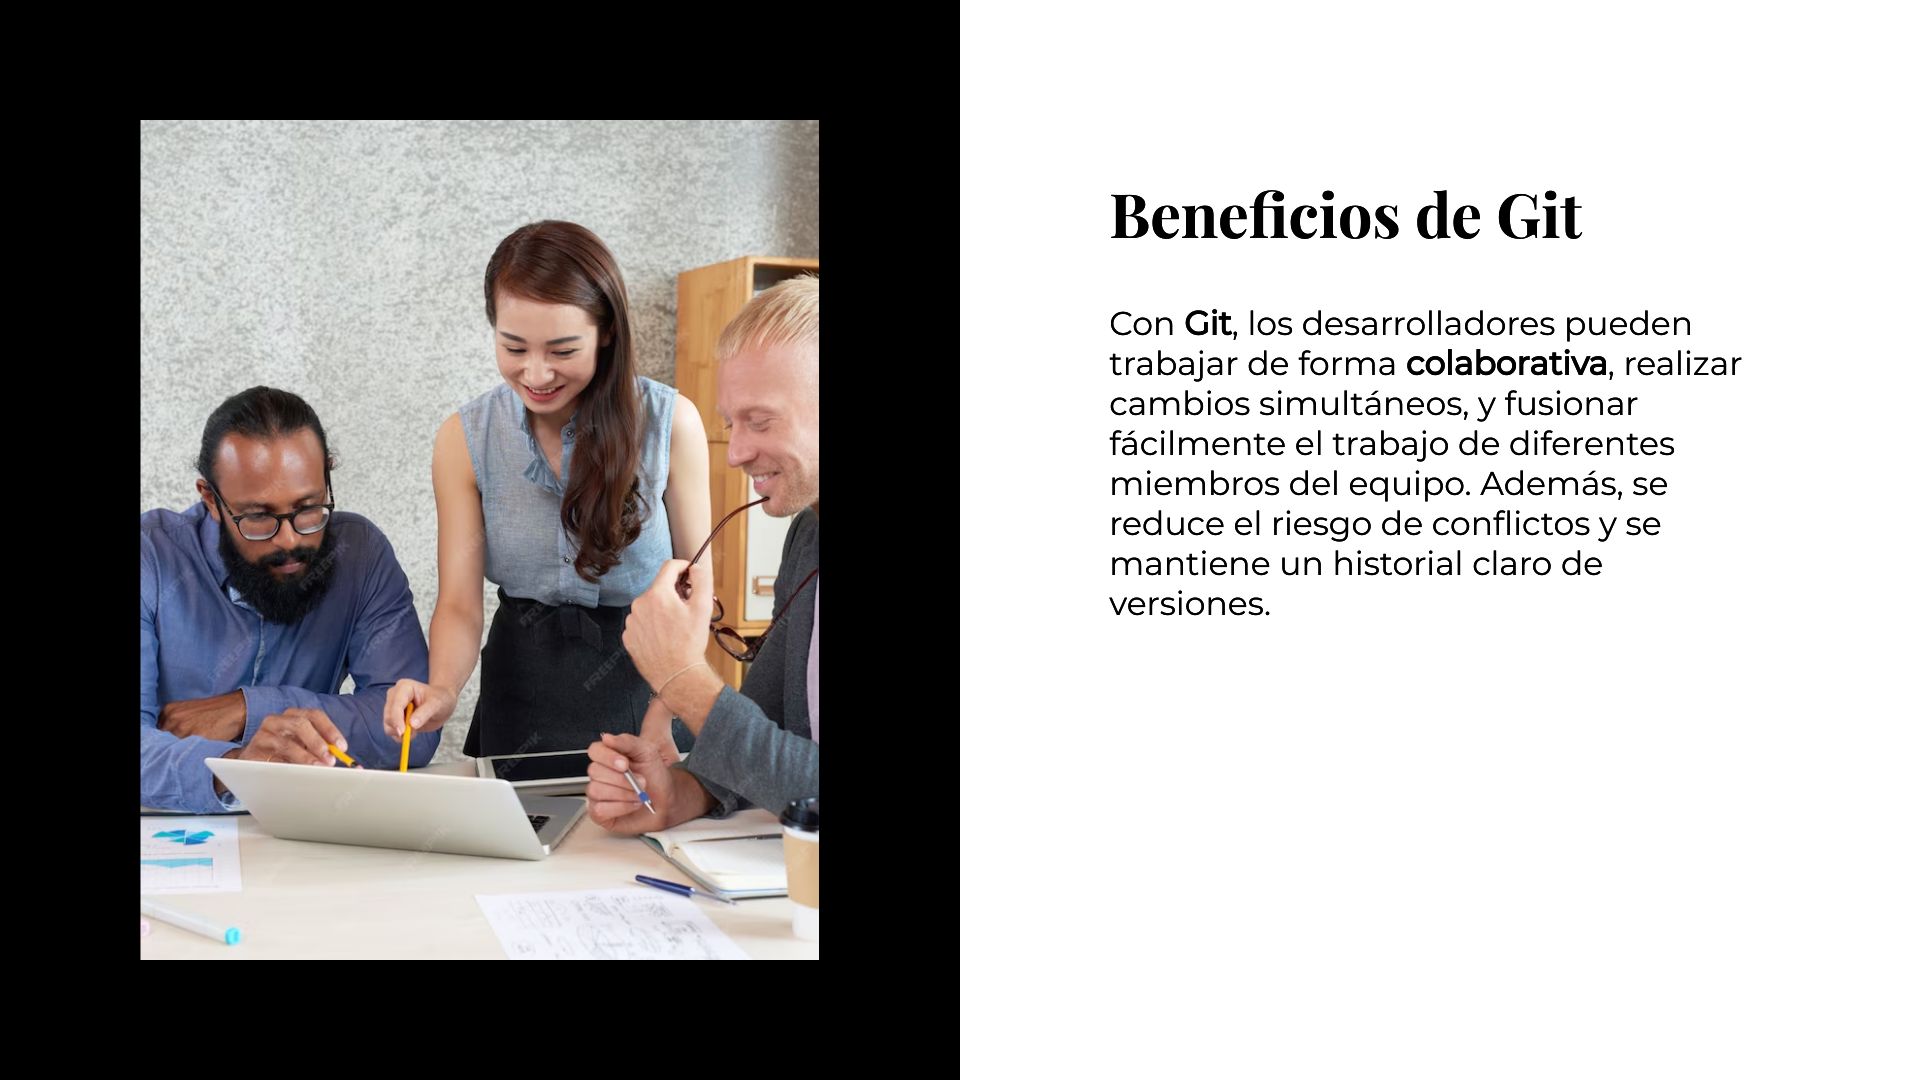 Beneficios de Git
Con Git, los desarrolladores pueden
trabajar de forma colaborativa, realizar
cambios simultáneos, y fusionar
fácilmente el trabajo de diferentes
miembros del equipo. Además, se
reduce el riesgo de conflictos y se
mantiene un historial claro de
versiones.